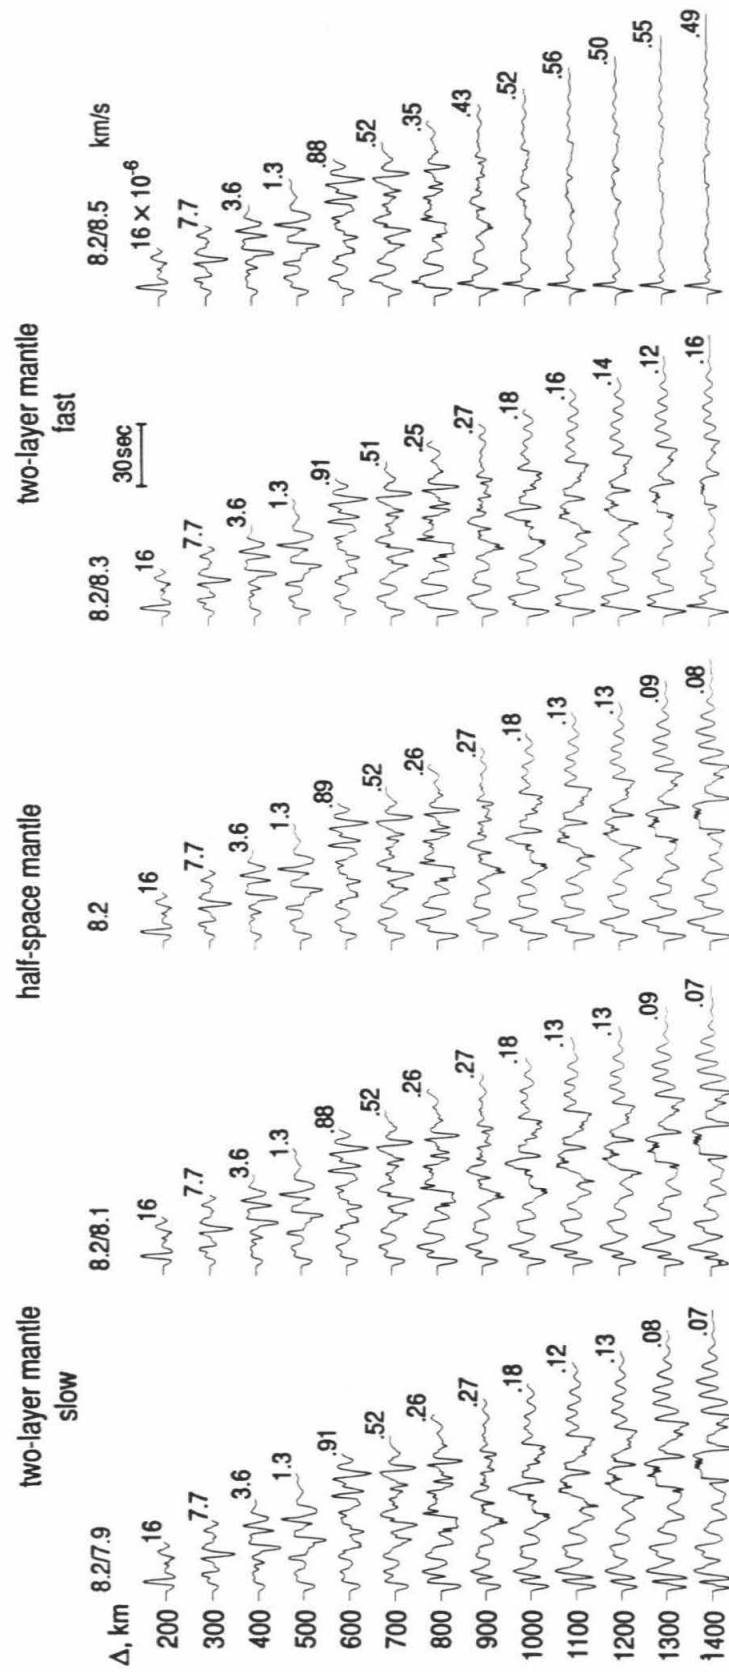 two-layer mantle
slow
half-space mantle
two-layer mantle
fast
Δ, km
8.2/7.9
8.2/8.1
8.2
8.2/8.3
8.2/8.5
km/s
30sec
200 16 16 16 16 16 × 10⁻⁶
300 7.7 7.7 7.7 7.7 7.7
400 3.6 3.6 3.6 3.6 3.6
500 1.3 1.3 1.3 1.3 1.3
600 .91 .88 .89 .91 .88
700 .52 .52 .52 .51 .52
800 .26 .26 .26 .25 .35
900 .27 .27 .27 .27 .43
1000 .18 .18 .18 .18 .52
1100 .12 .13 .13 .16 .56
1200 .13 .13 .13 .14 .50
1300 .08 .09 .09 .12 .55
1400 .07 .07 .08 .16 .49